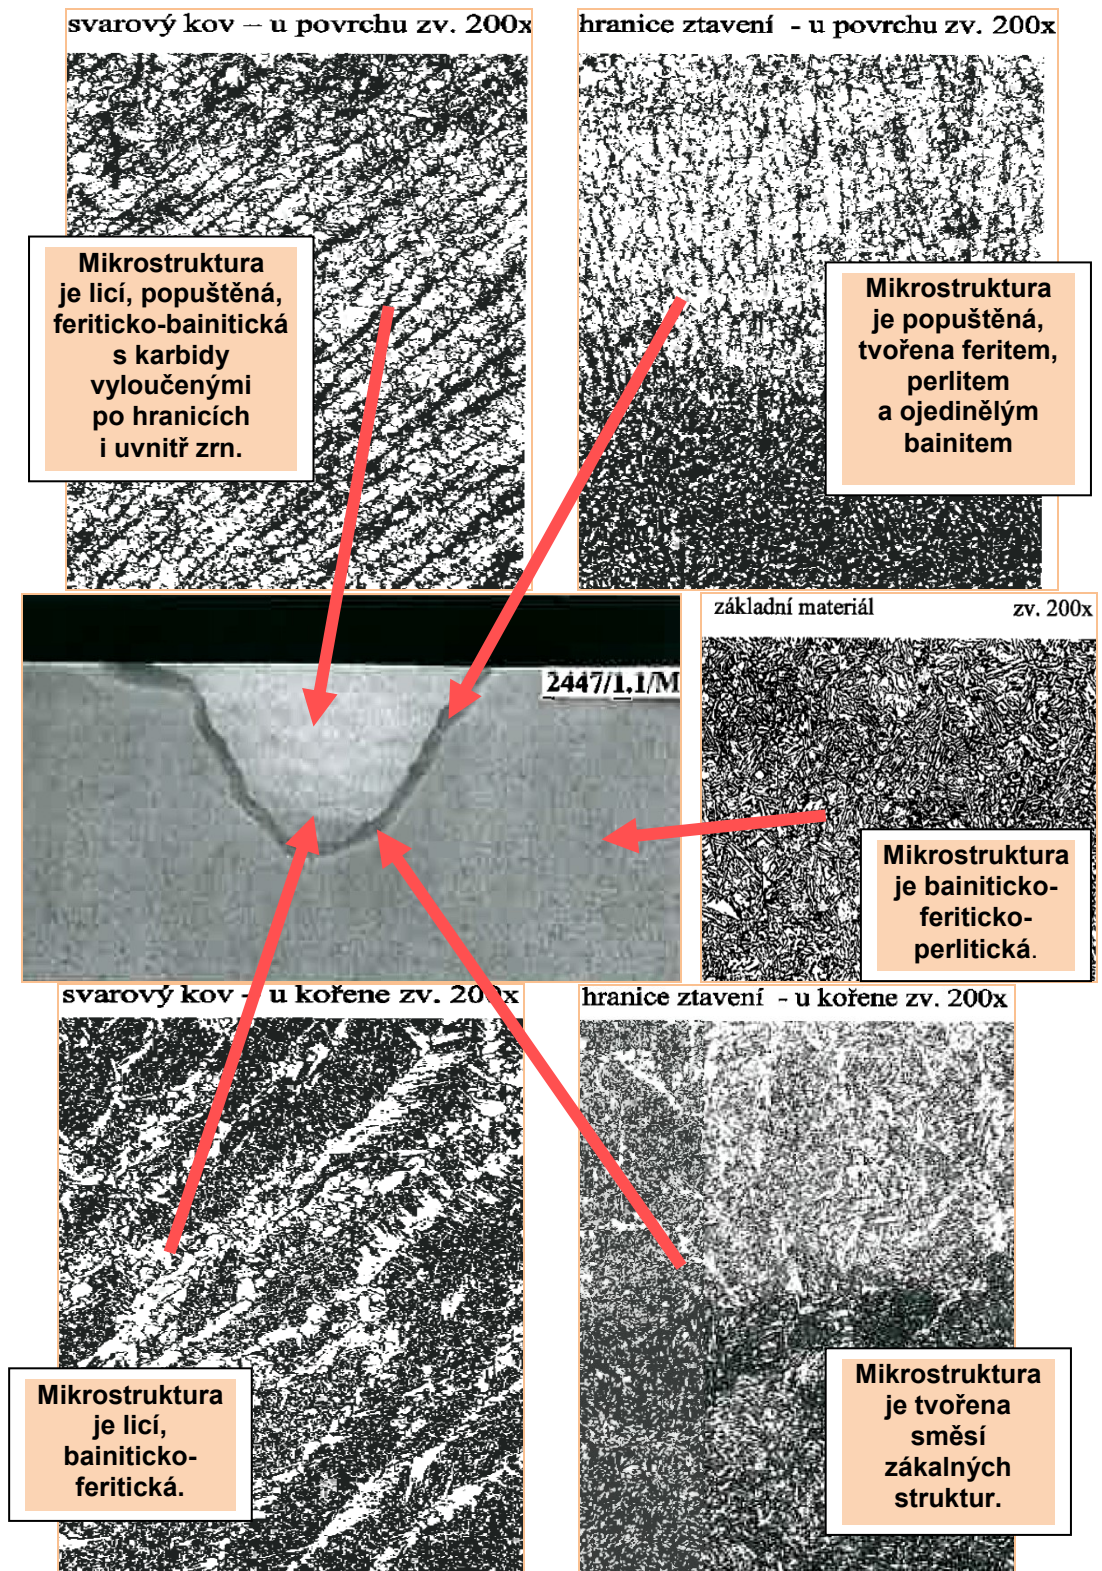 svarový kov – u povrchu zv. 200x
hranice ztavení - u povrchu zv. 200x
Mikrostruktura
je licí, popuštěná,
feriticko-bainitická
s karbidy
vyloučenými
po hranicích
i uvnitř zrn.
Mikrostruktura
je popuštěná,
tvořena feritem,
perlitem
a ojedinělým
bainitem
2447/1.1/M
základní materiál zv. 200x
Mikrostruktura
je bainiticko-
feriticko-
perlitická.
svarový kov – u kořene zv. 200x
hranice ztavení - u kořene zv. 200x
Mikrostruktura
je licí,
bainiticko-
feritická.
Mikrostruktura
je tvořena
směsí
zákalných
struktur.